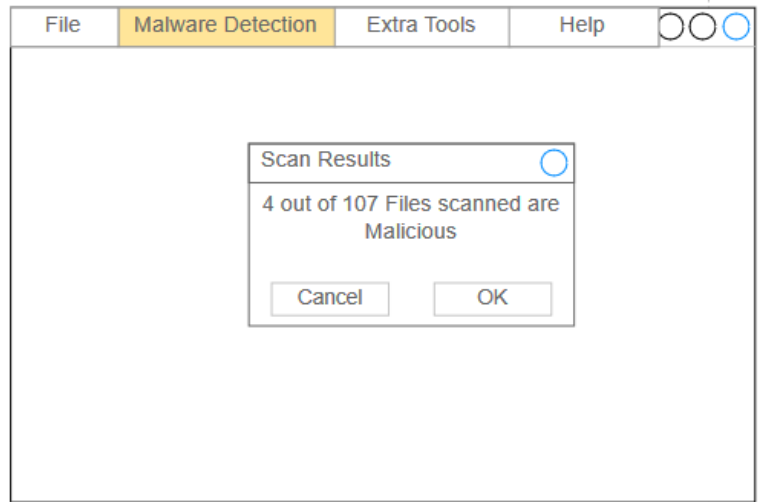 File Malware Detection Extra Tools Help
Scan Results
4 out of 107 Files scanned are
Malicious
Cancel OK